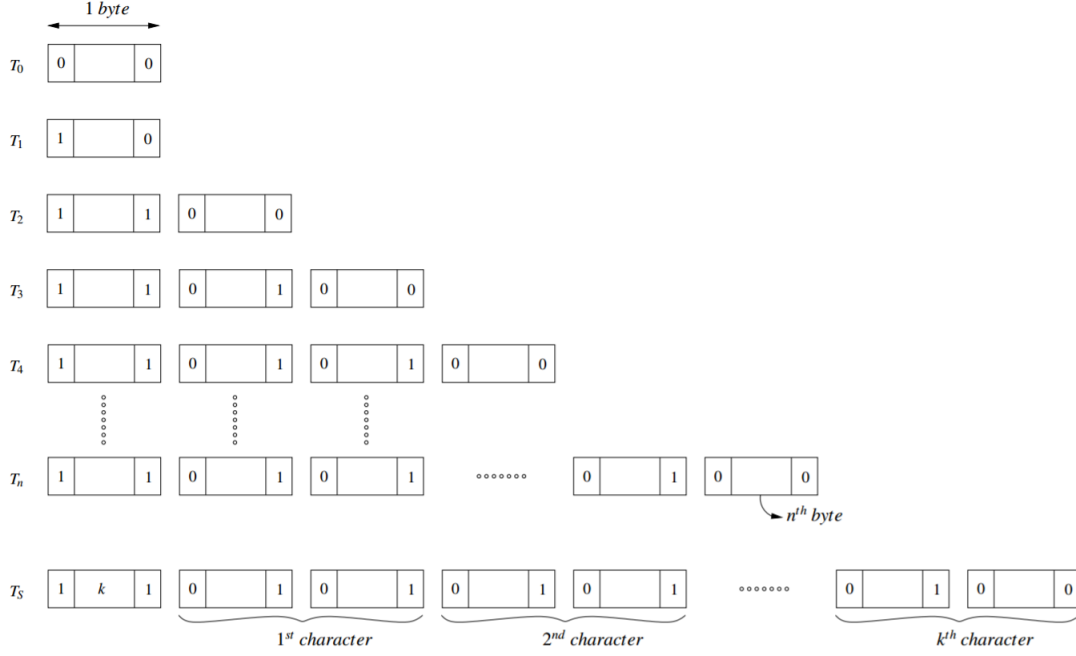 1 byte
T0 0 0
T1 1 0
T2 1 1 0 0
T3 1 1 0 1 0 0
T4 1 1 0 1 0 1 0 0
Tn 1 1 0 1 0 1 0 1 0 0
nth byte
TS 1 k 1 0 1 0 1 0 1 0 1 0 1 0 0
1st character 2nd character kth character